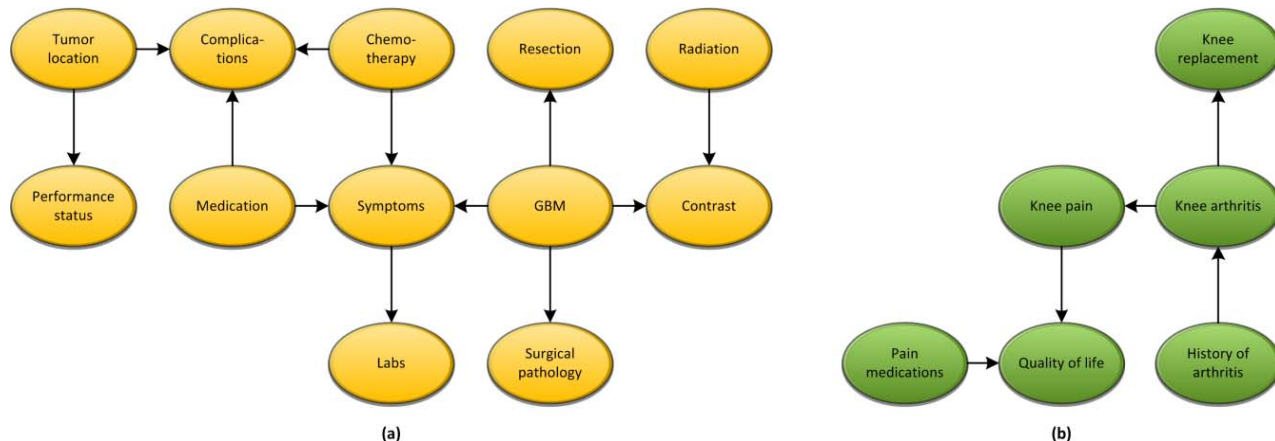 Tumor
location
Complica-
tions
Chemo-
therapy
Resection
Radiation
Knee
replacement
Performance
status
Medication
Symptoms
GBM
Contrast
Knee pain
Knee arthritis
Labs
Surgical
pathology
Pain
medications
Quality of life
History of
arthritis
(a)
(b)